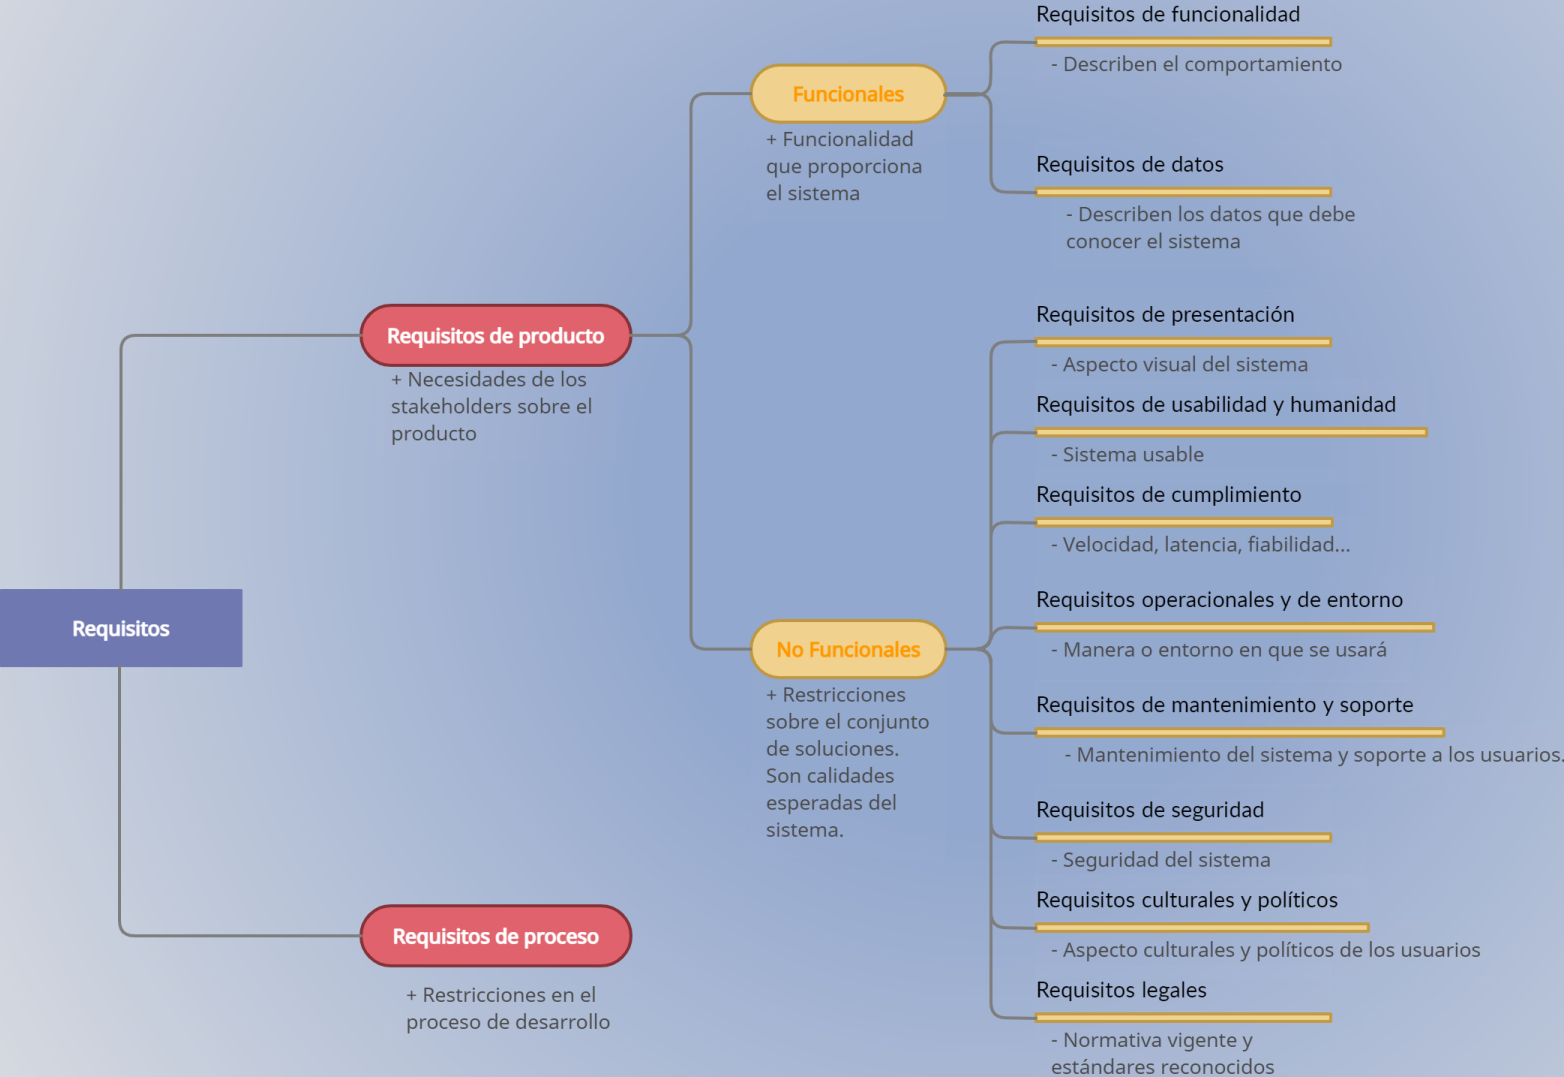 Requisitos
Requisitos de producto
+ Necesidades de los
stakeholders sobre el
producto
Funcionales
+ Funcionalidad
que proporciona
el sistema
Requisitos de funcionalidad
- Describen el comportamiento
Requisitos de datos
- Describen los datos que debe
conocer el sistema
No Funcionales
+ Restricciones
sobre el conjunto
de soluciones.
Son calidades
esperadas del
sistema.
Requisitos de presentación
- Aspecto visual del sistema
Requisitos de usabilidad y humanidad
- Sistema usable
Requisitos de cumplimiento
- Velocidad, latencia, fiabilidad...
Requisitos operacionales y de entorno
- Manera o entorno en que se usará
Requisitos de mantenimiento y soporte
- Mantenimiento del sistema y soporte a los usuarios.
Requisitos de seguridad
- Seguridad del sistema
Requisitos culturales y políticos
- Aspecto culturales y políticos de los usuarios
Requisitos legales
- Normativa vigente y
estándares reconocidos
Requisitos de proceso
+ Restricciones en el
proceso de desarrollo